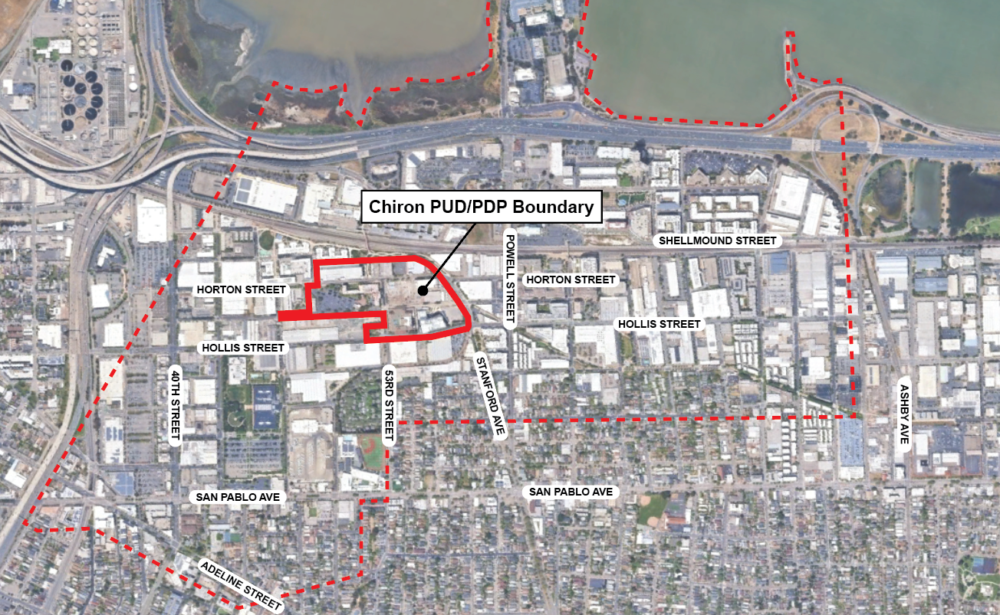 Chiron PUD/PDP Boundary
SHELLMOUND STREET
POWELL STREET
HORTON STREET
HORTON STREET
HOLLIS STREET
HOLLIS STREET
40TH STREET
53RD STREET
STANFORD AVE
ASHBY AVE
SAN PABLO AVE
SAN PABLO AVE
ADELINE STREET